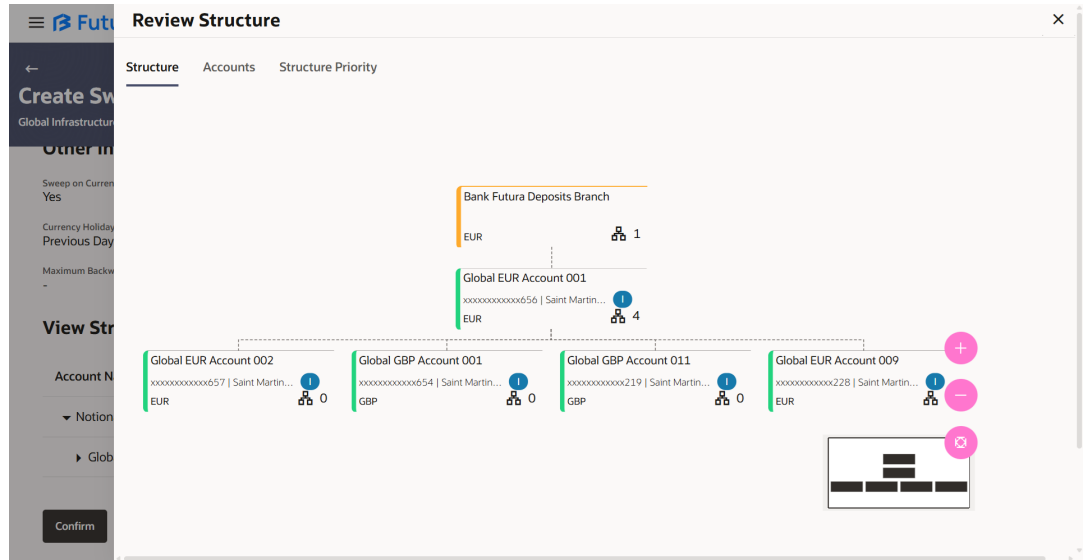 Futu
Review Structure
Structure Accounts Structure Priority
Create Sw
Global Infrastructur
Other In
Sweep on Curren
Yes
Currency Holiday
Previous Day
Maximum Backw
-
View Str
Account N
Notion
Glob
Confirm
Bank Futura Deposits Branch
EUR 1
Global EUR Account 001
xxxxxxxxxxxx656 | Saint Martin... I
EUR 4
Global EUR Account 002
xxxxxxxxxxxx657 | Saint Martin... I
EUR 0
Global GBP Account 001
xxxxxxxxxxxx654 | Saint Martin... I
GBP 0
Global GBP Account 011
xxxxxxxxxxxx219 | Saint Martin... I
GBP 0
Global EUR Account 009
xxxxxxxxxxxx228 | Saint Martin... I
EUR